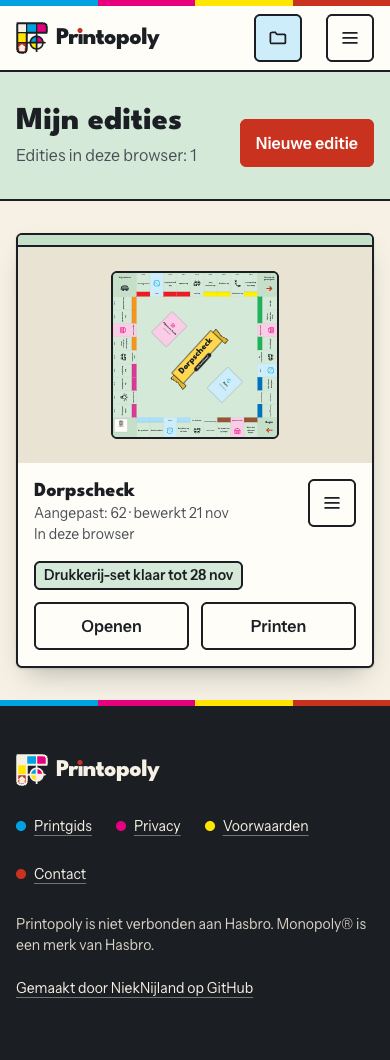 Printopoly
Mijn edities
Edities in deze browser: 1
Nieuwe editie
Dorpscheck
Dorpscheck
Aangepast: 62 · bewerkt 21 nov
In deze browser
Drukkerij-set klaar tot 28 nov
Openen
Printen
Printopoly
Printgids
Privacy
Voorwaarden
Contact
Printopoly is niet verbonden aan Hasbro. Monopoly® is
een merk van Hasbro.
Gemaakt door NiekNijland op GitHub